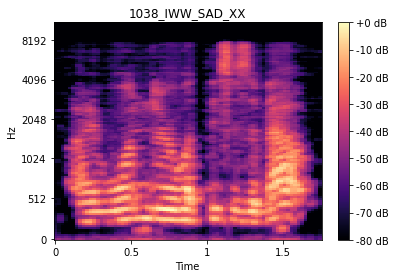 1038_IWW_SAD_XX
Hz
8192
4096
2048
1024
512
0
0
0.5
1
1.5
Time
+0 dB
-10 dB
-20 dB
-30 dB
-40 dB
-50 dB
-60 dB
-70 dB
-80 dB